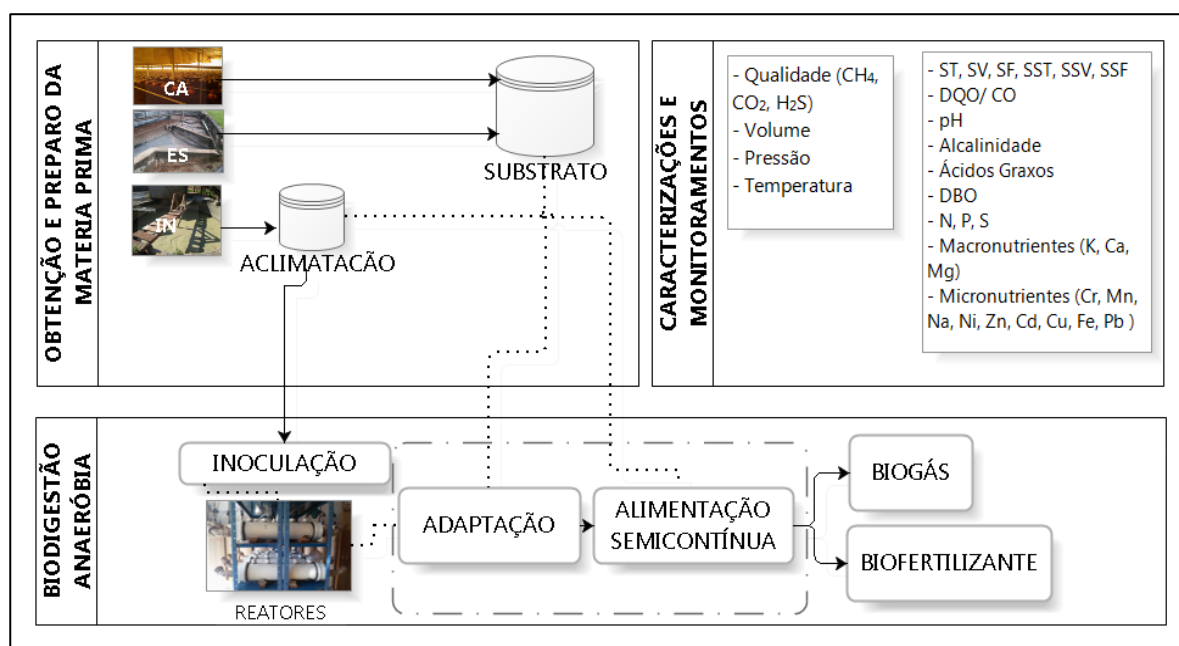 OBTENÇÃO E PREPARO DA
MATERIA PRIMA
CA
ES
IN
SUBSTRATO
ACLIMATACÃO
CARACTERIZAÇÕES E
MONITORAMENTOS
- Qualidade (CH₄,
CO₂, H₂S)
- Volume
- Pressão
- Temperatura
- ST, SV, SF, SST, SSV, SSF
- DQO/ CO
- pH
- Alcalinidade
- Ácidos Graxos
- DBO
- N, P, S
- Macronutrientes (K, Ca,
Mg)
- Micronutrientes (Cr, Mn,
Na, Ni, Zn, Cd, Cu, Fe, Pb )
BIODIGESTÃO
ANAERÓBIA
INOCULAÇÃO
REATORES
ADAPTAÇÃO
ALIMENTAÇÃO
SEMICONTÍNUA
BIOGÁS
BIOFERTILIZANTE